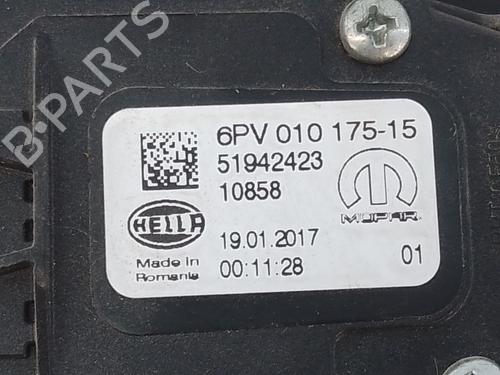 B-PARTS
6PV 010 175-15
51942423
10858
HELLA
MOPAR
Made In
Romania
19.01.2017
00:11:28
01